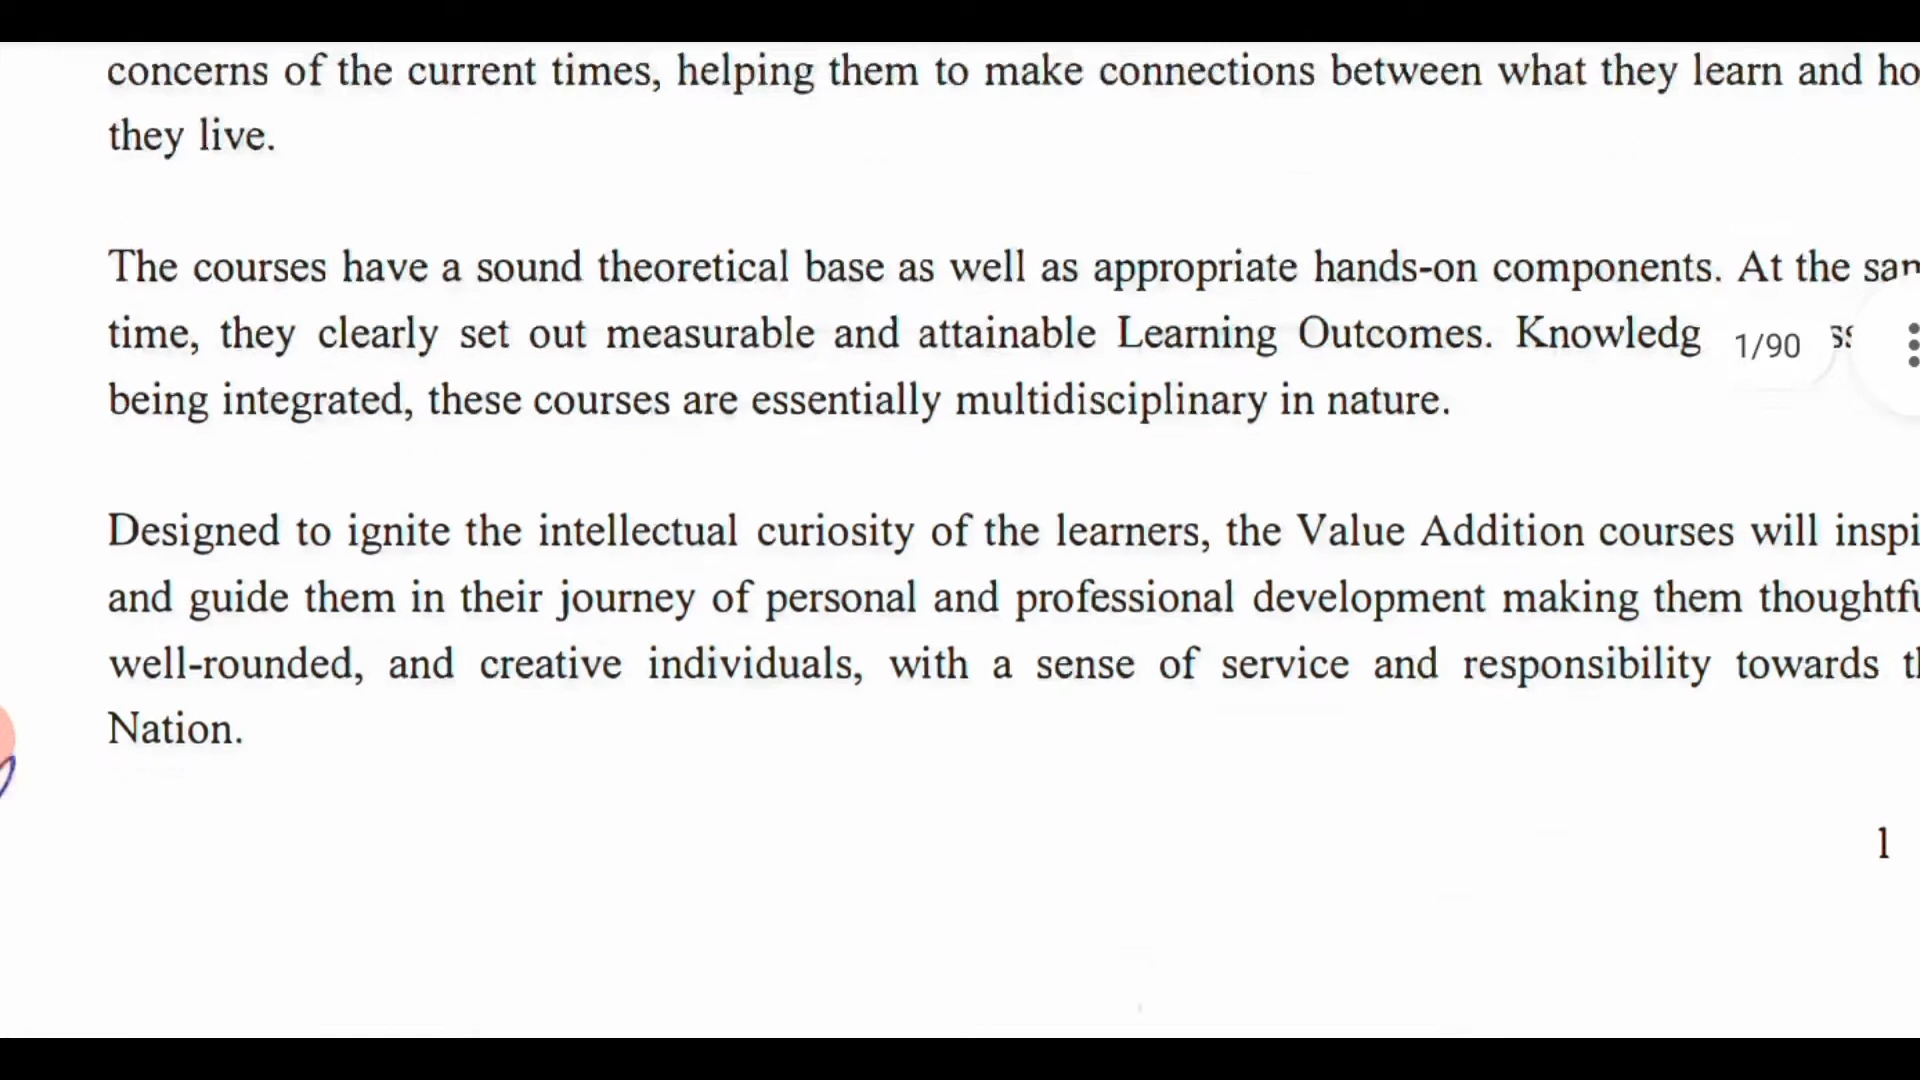 concerns of the current times, helping them to make connections between what they learn and ho
they live.
The courses have a sound theoretical base as well as appropriate hands-on components. At the
time, they clearly set out measurable and attainable Learning Outcomes. Knowledg
1/90
being integrated, these courses are essentially multidisciplinary in nature.
Designed to ignite the intellectual curiosity of the learners, the Value Addition courses will inspi
and guide them in their journey of personal and professional development making them thoughtfu
well-rounded, and creative individuals, with a sense of service and responsibility towards
Nation.
1